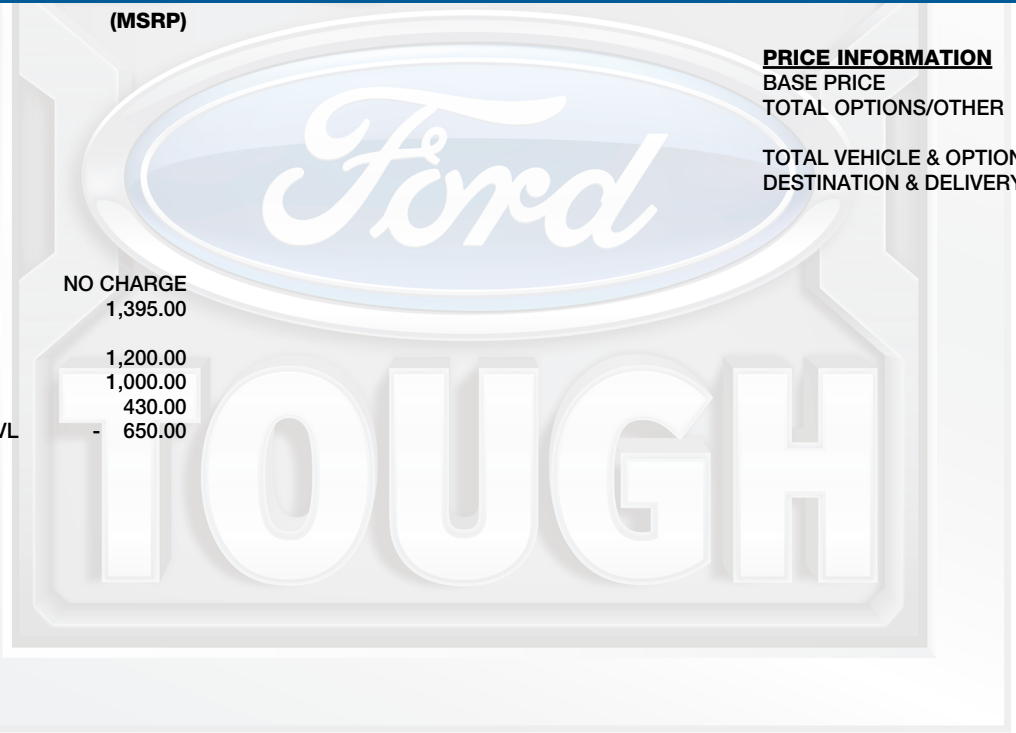 (MSRP)
NO CHARGE
1,395.00
1,200.00
1,000.00
430.00
VL - 650.00
PRICE INFORMATION
BASE PRICE
TOTAL OPTIONS/OTHER
TOTAL VEHICLE & OPTION
DESTINATION & DELIVERY
Ford
TOUGH